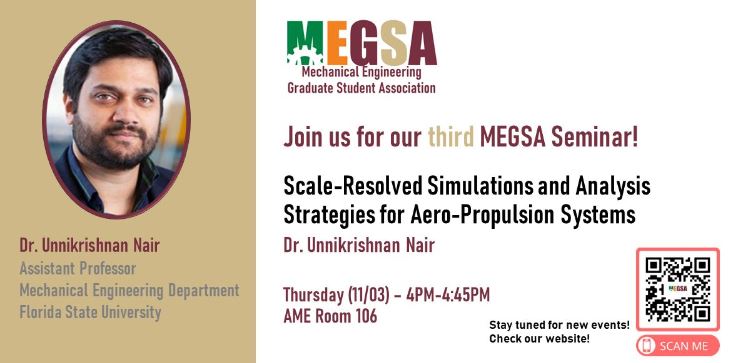 MEGSA
Mechanical Engineering
Graduate Student Association
Join us for our third MEGSA Seminar!
Scale-Resolved Simulations and Analysis
Strategies for Aero-Propulsion Systems
Dr. Unnikrishnan Nair
Thursday (11/03) – 4PM-4:45PM
AME Room 106
Dr. Unnikrishnan Nair
Assistant Professor
Mechanical Engineering Department
Florida State University
Stay tuned for new events!
Check our website!
MEGSA
SCAN ME